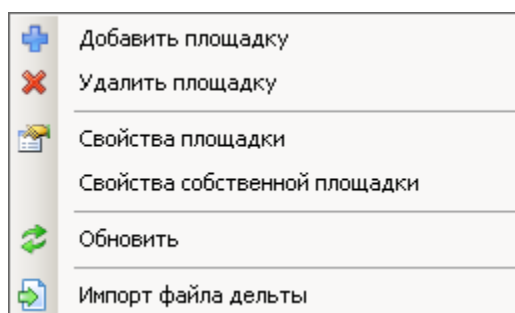 Добавить площадку
Удалить площадку
Свойства площадки
Свойства собственной площадки
Обновить
Импорт файла дельты